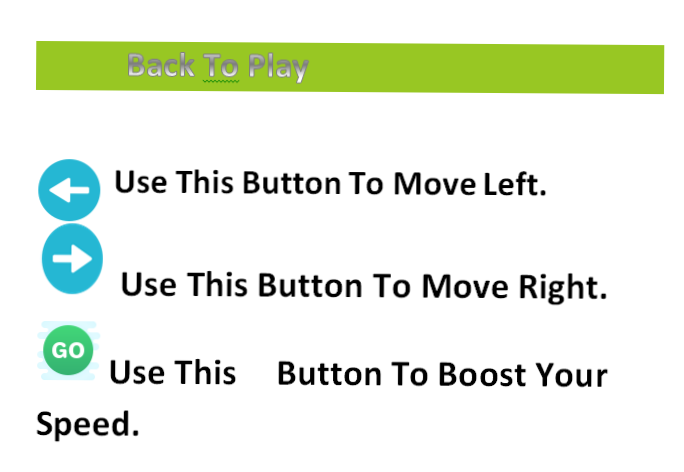 Back To Play
Use This Button To Move Left.
Use This Button To Move Right.
GO Use This Button To Boost Your
Speed.